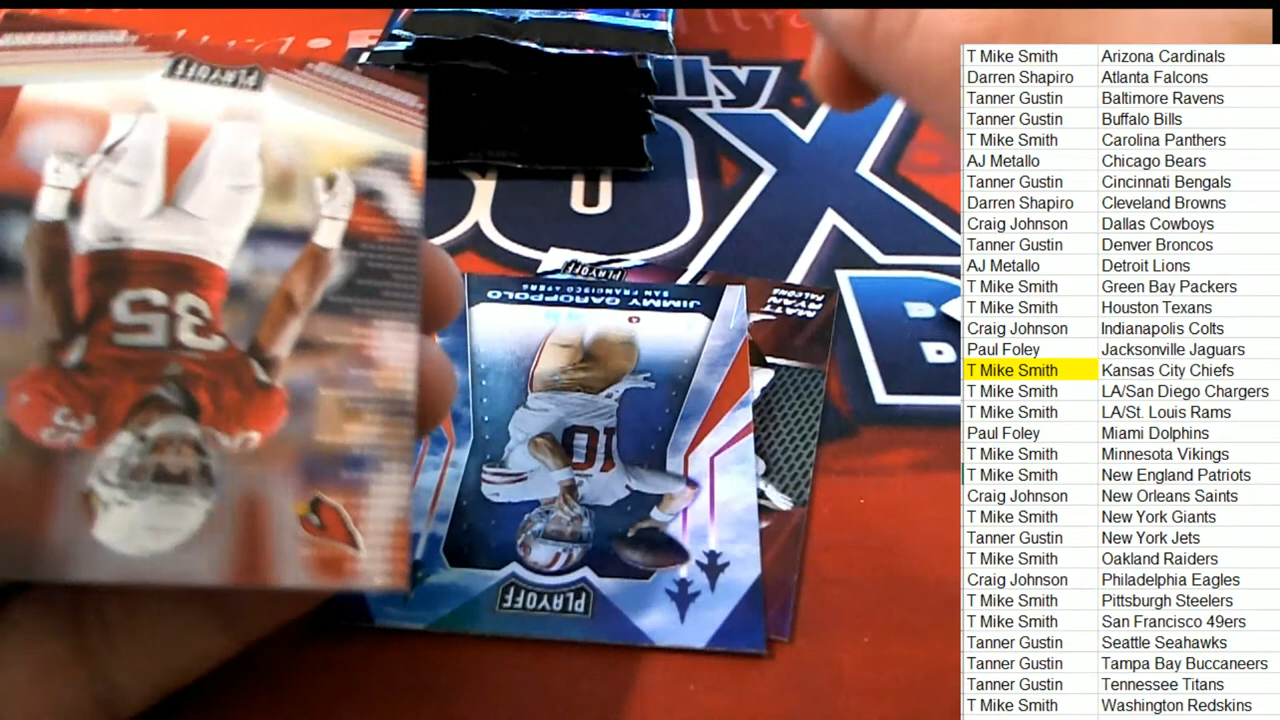 PLAYOFF
35
lly
OX
B
PLAYOFF
JIMMY GAROPPOLO
SAN FRANCISCO 49ERS
10
PLAYOFF
MATT
RYAN
FALCONS
T Mike Smith Arizona Cardinals
Darren Shapiro Atlanta Falcons
Tanner Gustin Baltimore Ravens
Tanner Gustin Buffalo Bills
T Mike Smith Carolina Panthers
AJ Metallo Chicago Bears
Tanner Gustin Cincinnati Bengals
Darren Shapiro Cleveland Browns
Craig Johnson Dallas Cowboys
Tanner Gustin Denver Broncos
AJ Metallo Detroit Lions
T Mike Smith Green Bay Packers
T Mike Smith Houston Texans
Craig Johnson Indianapolis Colts
Paul Foley Jacksonville Jaguars
T Mike Smith Kansas City Chiefs
T Mike Smith LA/San Diego Chargers
T Mike Smith LA/St. Louis Rams
Paul Foley Miami Dolphins
T Mike Smith Minnesota Vikings
T Mike Smith New England Patriots
Craig Johnson New Orleans Saints
T Mike Smith New York Giants
Tanner Gustin New York Jets
T Mike Smith Oakland Raiders
Craig Johnson Philadelphia Eagles
T Mike Smith Pittsburgh Steelers
T Mike Smith San Francisco 49ers
Tanner Gustin Seattle Seahawks
Tanner Gustin Tampa Bay Buccaneers
Tanner Gustin Tennessee Titans
T Mike Smith Washington Redskins